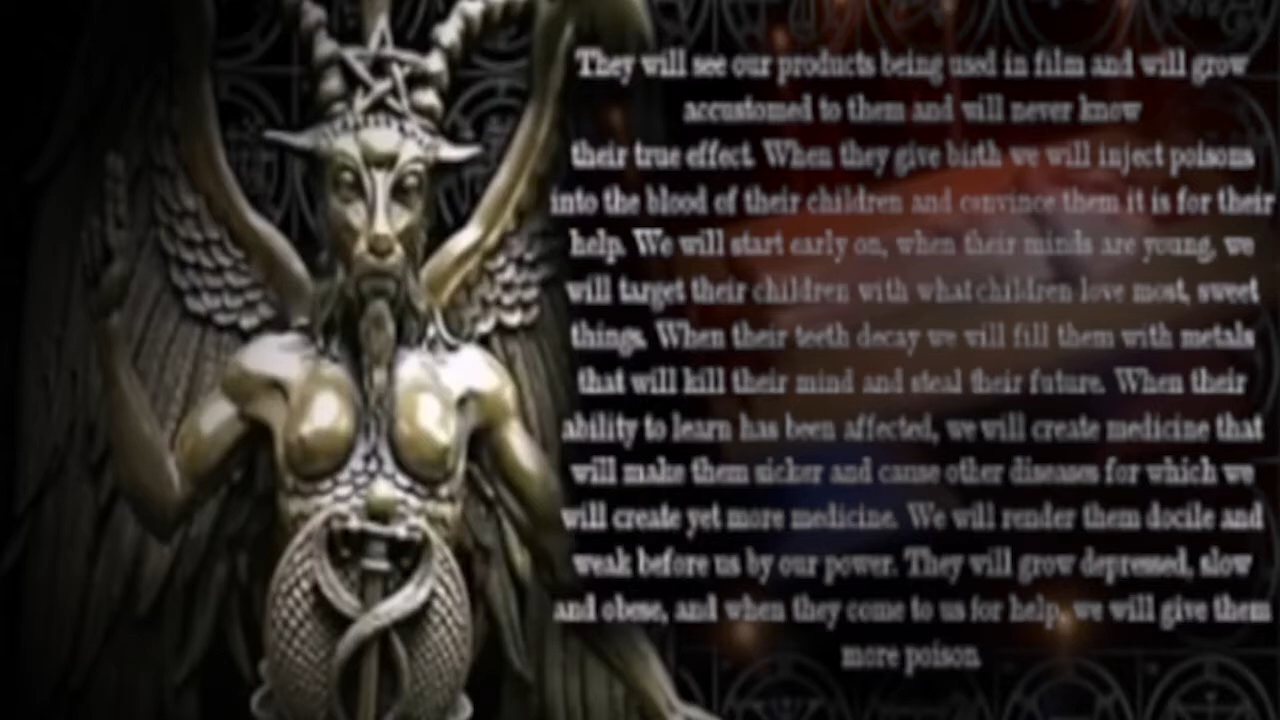 They will see our products being used in film and will grow
accustomed to them and will never know
their true effect. When they give birth we will inject poisons
into the blood of their children and convince them it is for their
help. We will start early on, when their minds are young, we
will target their children with what children love most, sweet
things. When their teeth decay we will fill them with metals
that will kill their mind and steal their future. When their
ability to learn has been affected, we will create medicine that
will make them sicker and cause other diseases for which we
will create yet more medicine. We will render them docile and
weak before us by our power. They will grow depressed, slow
and obese, and when they come to us for help, we will give them
more poison